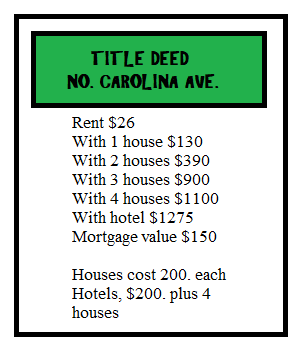 TITLE DEED
NO. CAROLINA AVE.
Rent $26
With 1 house $130
With 2 houses $390
With 3 houses $900
With 4 houses $1100
With hotel $1275
Mortgage value $150
Houses cost 200. each
Hotels, $200. plus 4
houses